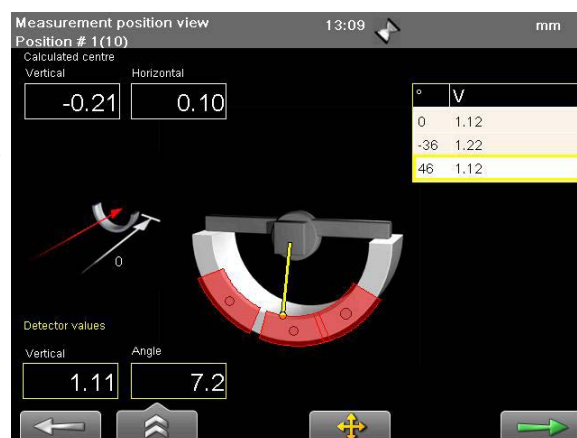 Measurement position view 13:09 mm
Position # 1(10)
Calculated centre
Vertical Horizontal
-0.21 0.10
° V
0 1.12
-36 1.22
46 1.12
0
Detector values
Vertical Angle
1.11 7.2